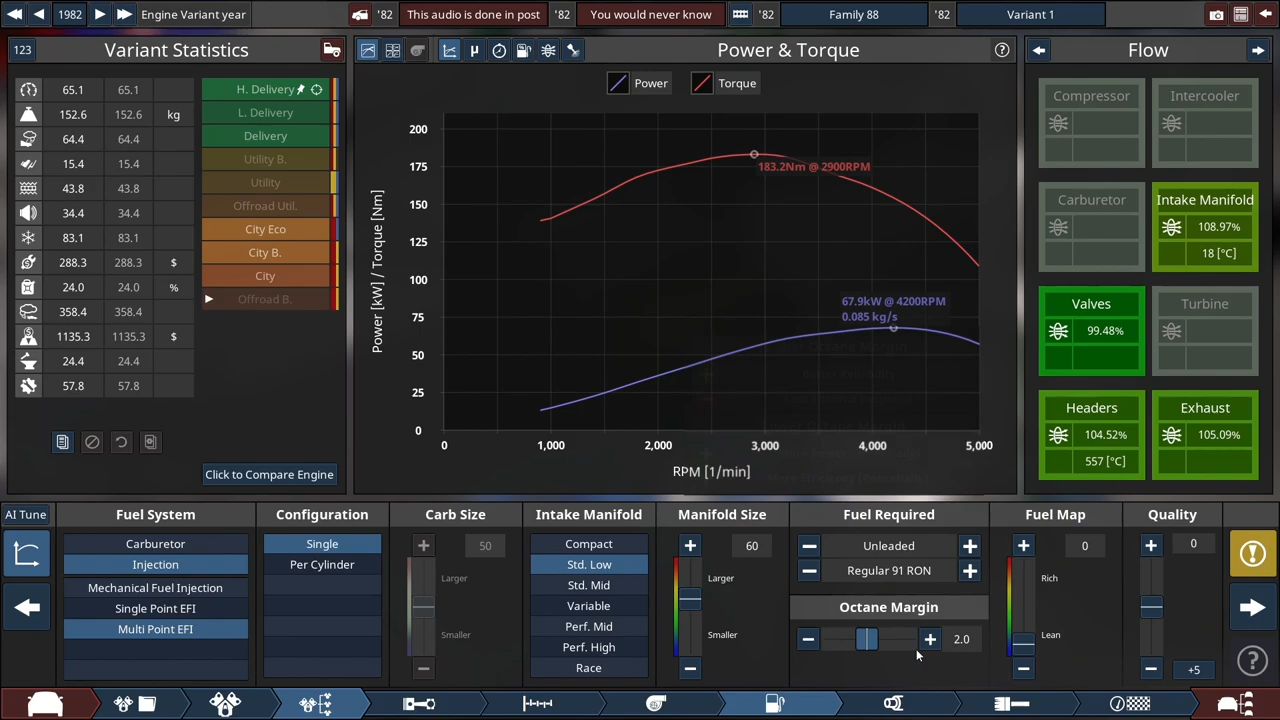 1982
Engine Variant year
'82
This audio is done in post
'82
You would never know
'82
Family 88
'82
Variant 1
123
Variant Statistics
Power & Torque
Flow
65.1 65.1
152.6 152.6 kg
64.4 64.4
15.4 15.4
43.8 43.8
34.4 34.4
83.1 83.1
288.3 288.3 $
24.0 24.0 %
358.4 358.4
1135.3 1135.3 $
24.4 24.4
57.8 57.8
H. Delivery
L. Delivery
Delivery
Utility B.
Utility
Offroad Util.
City Eco
City B.
City
Offroad B.
Click to Compare Engine
Power Torque
200
175
150
125
100
75
50
25
0
Power [kW] / Torque [Nm]
183.2Nm @ 2900RPM
67.9kW @ 4200RPM
0.085 kg/s
0 1,000 2,000 3,000 4,000 5,000
RPM [1/min]
Compressor Intercooler
Carburetor Intake Manifold
108.97%
18 [°C]
Valves Turbine
99.48%
Headers Exhaust
104.52% 105.09%
557 [°C]
AI Tune
Fuel System
Carburetor
Injection
Mechanical Fuel Injection
Single Point EFI
Multi Point EFI
Configuration
Single
Per Cylinder
Carb Size
50
Larger
Smaller
Intake Manifold
Compact
Std. Low
Std. Mid
Variable
Perf. Mid
Perf. High
Race
Manifold Size
60
Larger
Smaller
Fuel Required
Unleaded
Regular 91 RON
Octane Margin
2.0
Fuel Map
0
Rich
Lean
Quality
0
+5